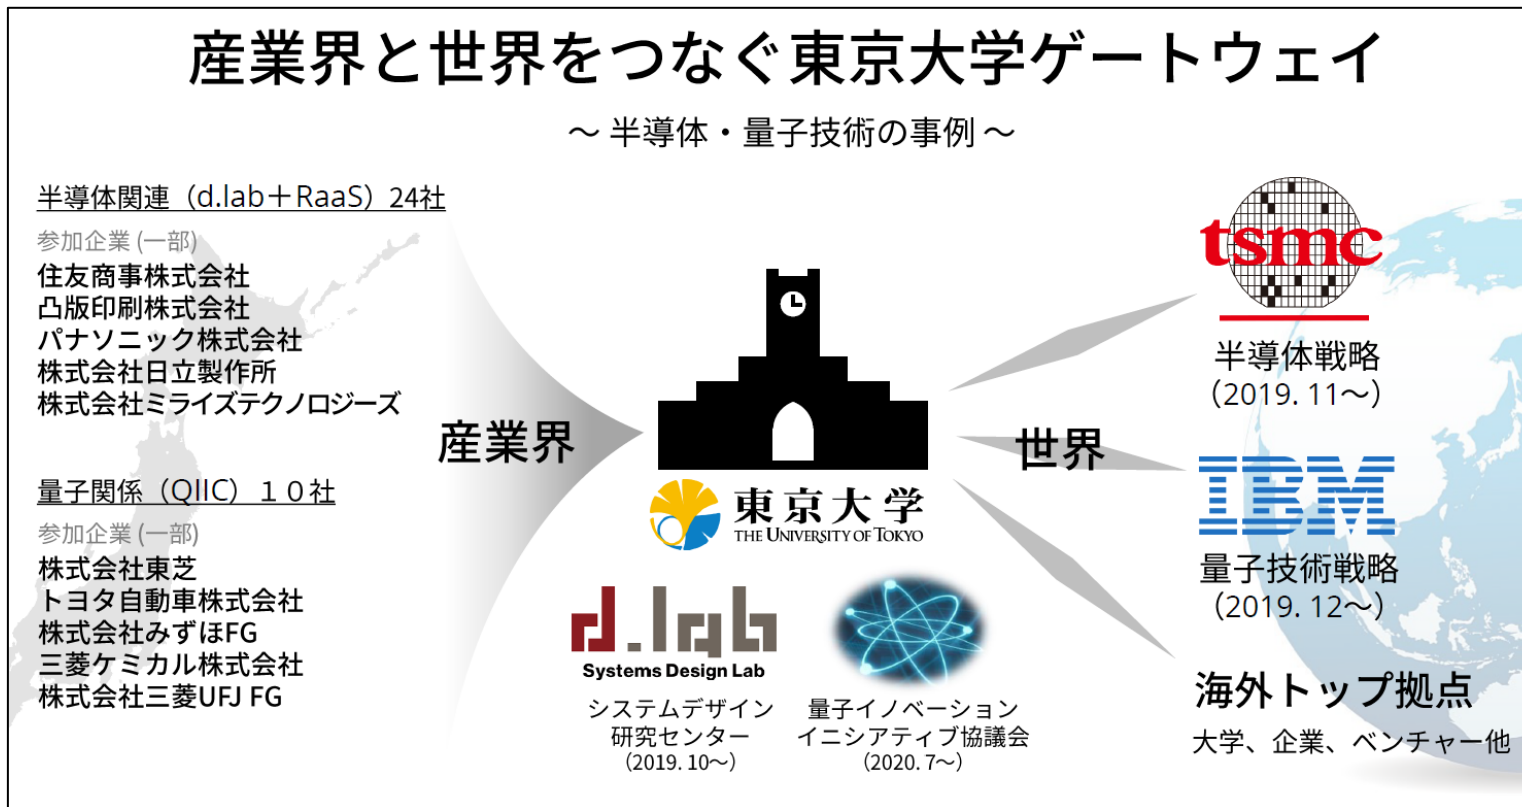 産業界と世界をつなぐ東京大学ゲートウェイ
～ 半導体・量子技術の事例 ～
半導体関連（d.lab＋RaaS）24社
参加企業 (一部)
住友商事株式会社
凸版印刷株式会社
パナソニック株式会社
株式会社日立製作所
株式会社ミライズテクノロジーズ
量子関係（QIIC）１０社
参加企業 (一部)
株式会社東芝
トヨタ自動車株式会社
株式会社みずほFG
三菱ケミカル株式会社
株式会社三菱UFJ FG
産業界
東京大学
THE UNIVERSITY OF TOKYO
d.lab
Systems Design Lab
システムデザイン
研究センター
（2019. 10～）
量子イノベーション
イニシアティブ協議会
（2020. 7～）
世界
tsmc
半導体戦略
（2019. 11～）
IBM
量子技術戦略
（2019. 12～）
海外トップ拠点
大学、企業、ベンチャー他